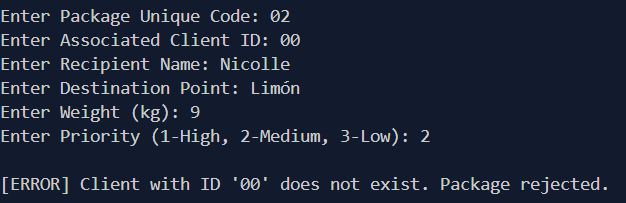 Enter Package Unique Code: 02
Enter Associated Client ID: 00
Enter Recipient Name: Nicolle
Enter Destination Point: Limón
Enter Weight (kg): 9
Enter Priority (1-High, 2-Medium, 3-Low): 2
[ERROR] Client with ID '00' does not exist. Package rejected.